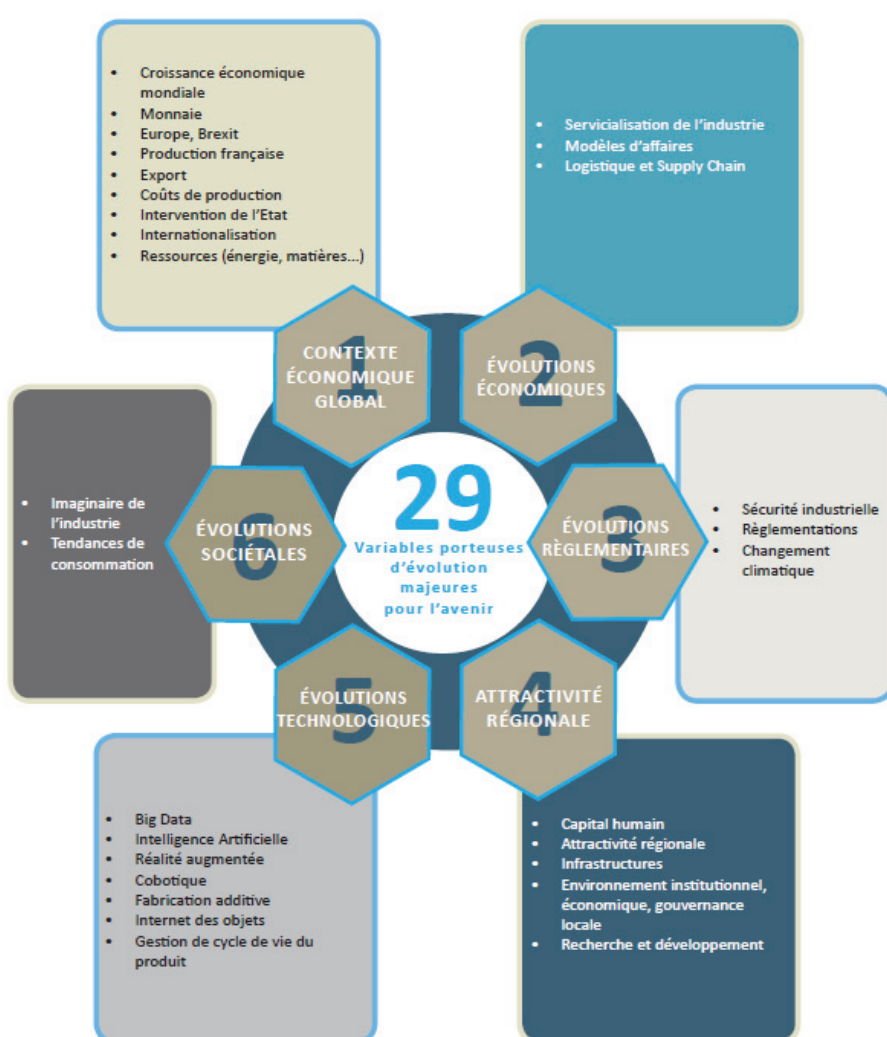 • Croissance économique
mondiale
• Monnaie
• Europe, Brexit
• Production française
• Export
• Coûts de production
• Intervention de l'Etat
• Internationalisation
• Ressources (énergie, matières...)
• Servicialisation de l'industrie
• Modèles d'affaires
• Logistique et Supply Chain
1
CONTEXTE
ÉCONOMIQUE
GLOBAL
2
ÉVOLUTIONS
ÉCONOMIQUES
• Imaginaire de
l'industrie
• Tendances de
consommation
6
ÉVOLUTIONS
SOCIÉTALES
29
Variables porteuses
d'évolution
majeures
pour l'avenir
3
ÉVOLUTIONS
RÈGLEMENTAIRES
• Sécurité industrielle
• Règlementations
• Changement
climatique
5
ÉVOLUTIONS
TECHNOLOGIQUES
4
ATTRACTIVITÉ
RÉGIONALE
• Big Data
• Intelligence Artificielle
• Réalité augmentée
• Cobotique
• Fabrication additive
• Internet des objets
• Gestion de cycle de vie du
produit
• Capital humain
• Attractivité régionale
• Infrastructures
• Environnement institutionnel,
économique, gouvernance
locale
• Recherche et développement